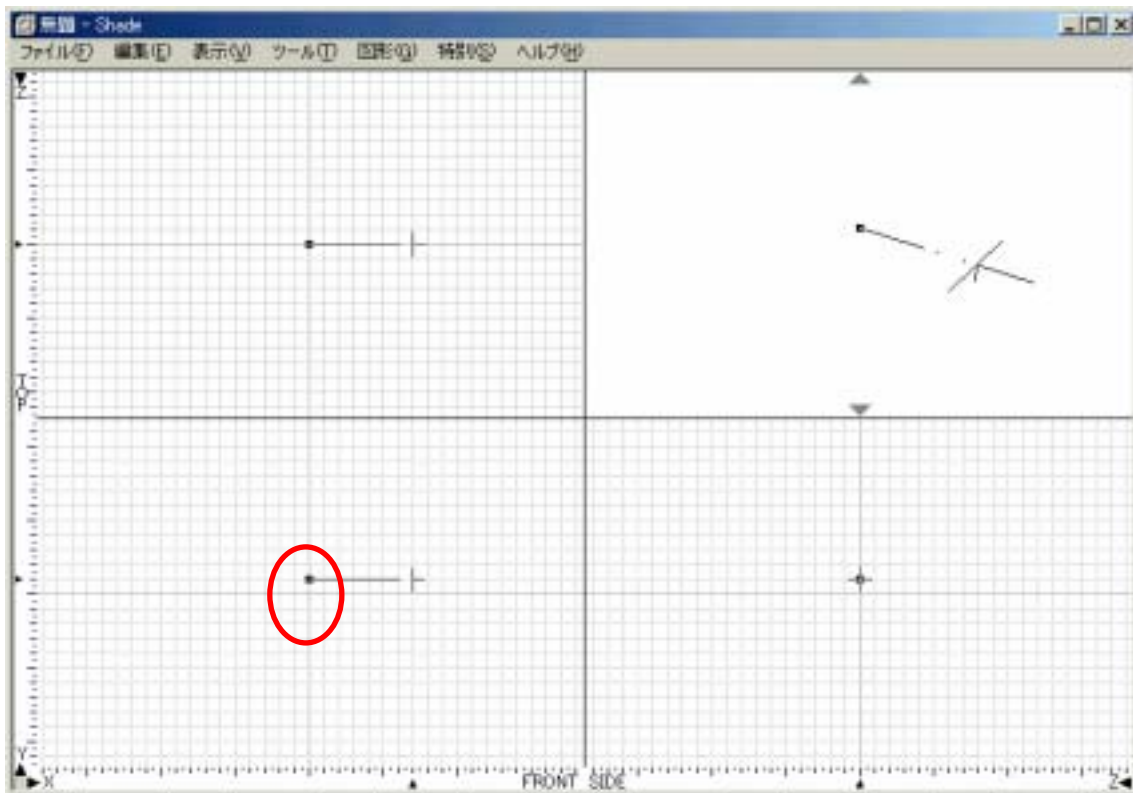 無題 - Shade
ファイル(F) 編集(E) 表示(V) ツール(T) 図形(G) 特別(S) ヘルプ(H)
Z
TOP
Y
X FRONT SIDE Z